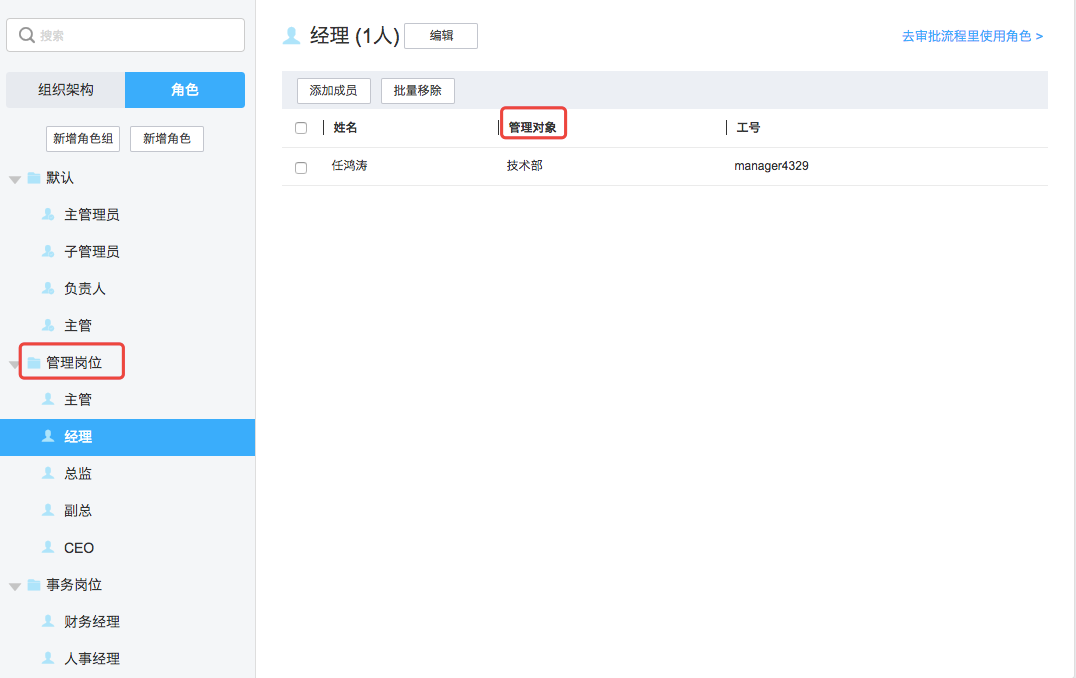 搜索
组织架构 角色
新增角色组 新增角色
默认
主管理员
子管理员
负责人
主管
管理岗位
主管
经理
总监
副总
CEO
事务岗位
财务经理
人事经理
经理 (1人) 编辑 去审批流程里使用角色 >
添加成员 批量移除
姓名 管理对象 工号
任鸿涛 技术部 manager4329